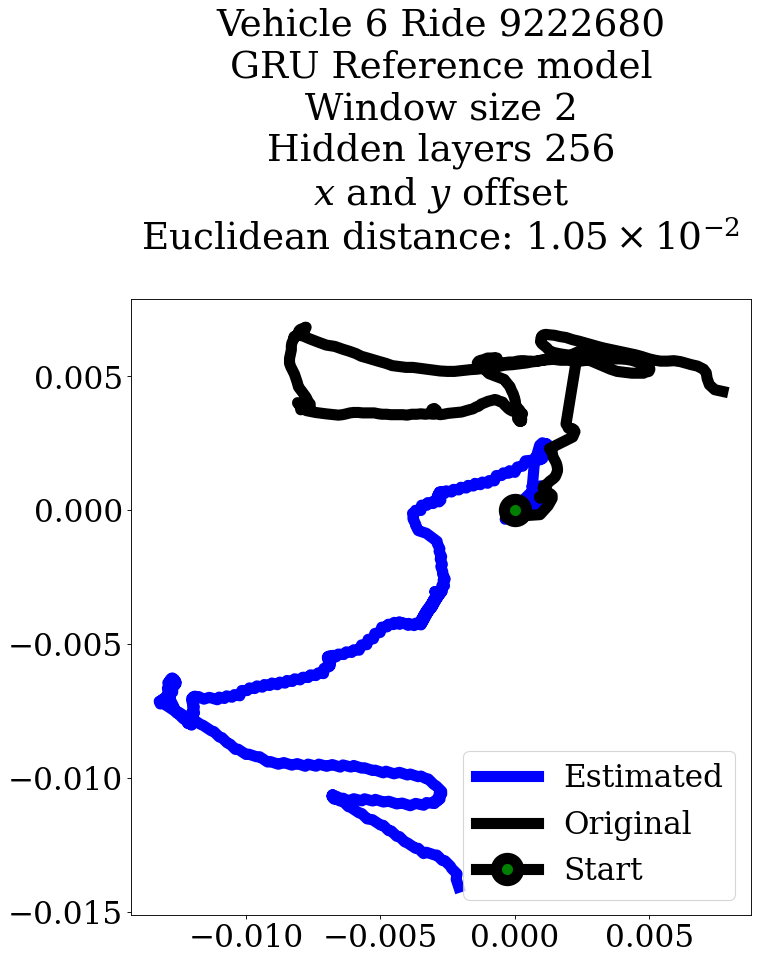 Vehicle 6 Ride 9222680
GRU Reference model
Window size 2
Hidden layers 256
x and y offset
Euclidean distance: 1.05 × 10⁻²
0.005
0.000
−0.005
−0.010
−0.015
Estimated
Original
Start
−0.010 −0.005 0.000 0.005